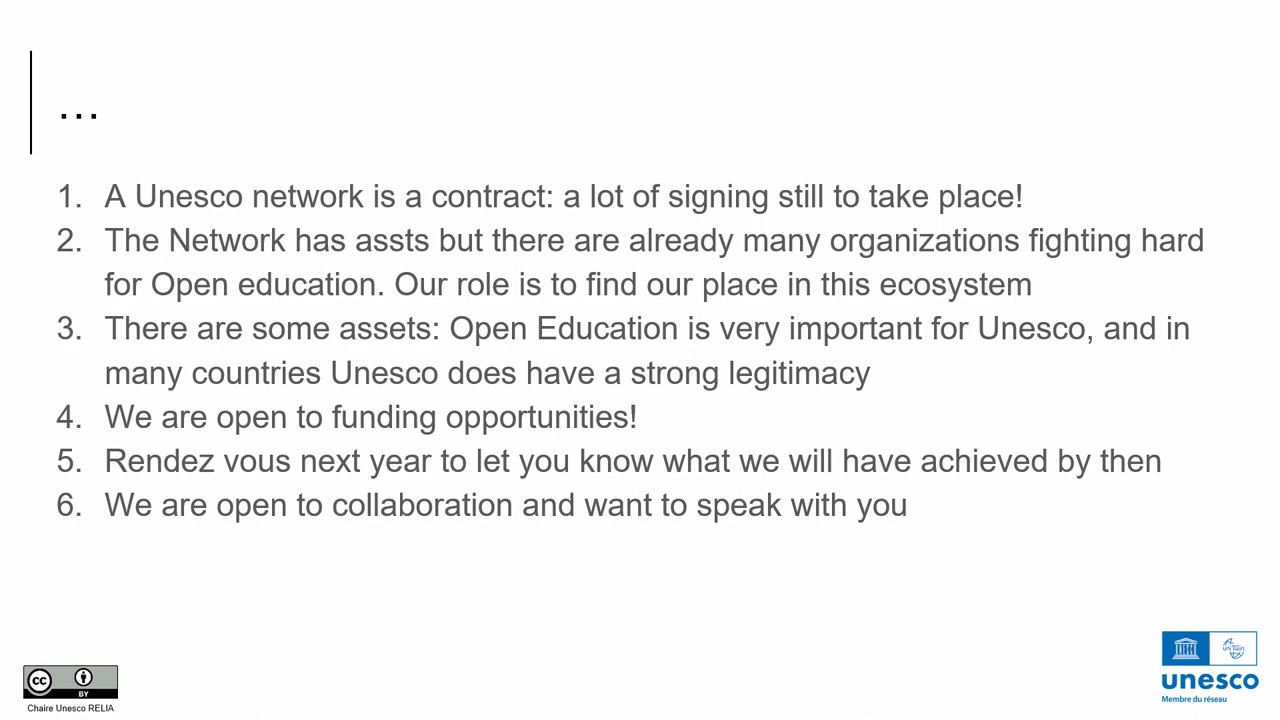 ...
1. A Unesco network is a contract: a lot of signing still to take place!
2. The Network has assts but there are already many organizations fighting hard
for Open education. Our role is to find our place in this ecosystem
3. There are some assets: Open Education is very important for Unesco, and in
many countries Unesco does have a strong legitimacy
4. We are open to funding opportunities!
5. Rendez vous next year to let you know what we will have achieved by then
6. We are open to collaboration and want to speak with you
cc
BY
Chaire Unesco RELIA
uni twin
unesco
Membre du réseau